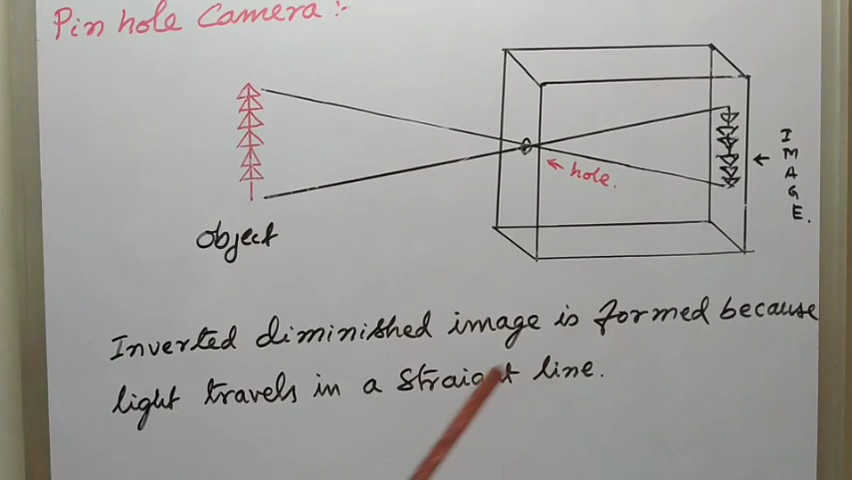 Pin hole Camera :-
object
hole.
IMAGE.
Inverted diminished image is formed because
light travels in a straight line.